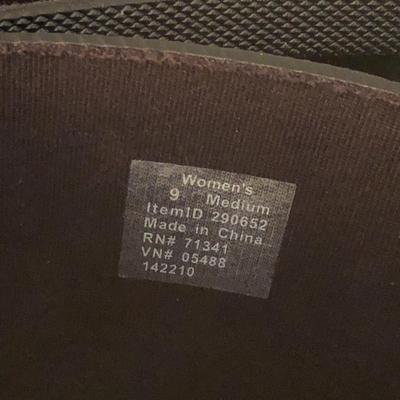 Women's
9 Medium
ItemID 290652
Made in China
RN# 71341
VN# 05488
142210